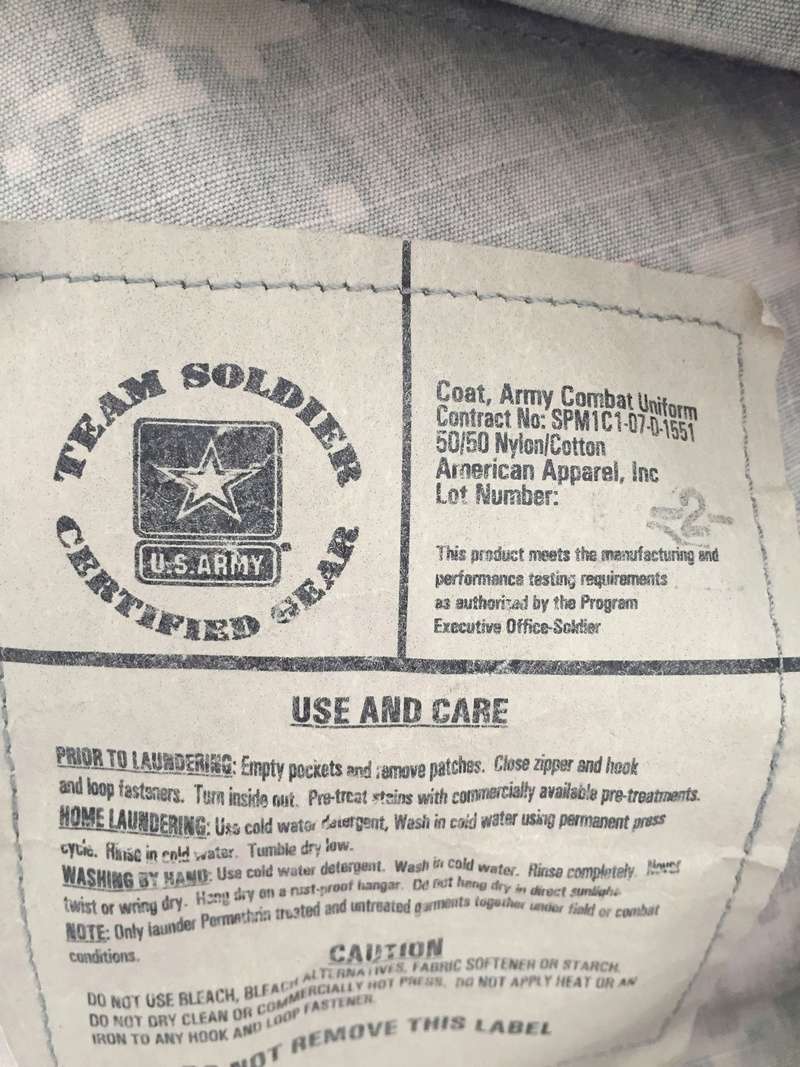 TEAM SOLDIER
CERTIFIED GEAR
U.S.ARMY
Coat, Army Combat Uniform
Contract No: SPM1C1-07-D-1551
50/50 Nylon/Cotton
American Apparel, Inc
Lot Number:
-2-
This product meets the manufacturing and
performance testing requirements
as authorized by the Program
Executive Office-Soldier
USE AND CARE
PRIOR TO LAUNDERING: Empty pockets and remove patches. Close zipper and hook
and loop fasteners. Turn inside out. Pre-treat stains with commercially available pre-treatments.
HOME LAUNDERING: Use cold water detergent, Wash in cold water using permanent press
cycle. Rinse in cold water. Tumble dry low.
WASHING BY HAND: Use cold water detergent. Wash in cold water. Rinse completely. Never
twist or wring dry. Hang dry on a rust-proof hangar. Do not hang dry in direct sunlight.
NOTE: Only launder Permethrin treated and untreated garments together under field or combat
conditions.
CAUTION
DO NOT USE BLEACH, BLEACH ALTERNATIVES, FABRIC SOFTENER OR STARCH.
DO NOT DRY CLEAN OR COMMERCIALLY HOT PRESS. DO NOT APPLY HEAT OR AN
IRON TO ANY HOOK AND LOOP FASTENER.
NOT REMOVE THIS LABEL